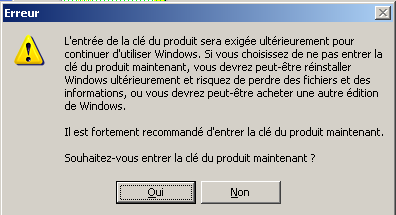 Erreur
L'entrée de la clé du produit sera exigée ultérieurement pour
continuer d'utiliser Windows. Si vous choisissez de ne pas entrer la
clé du produit maintenant, vous devrez peut-être réinstaller
Windows ultérieurement et risquez de perdre des fichiers et des
informations, ou vous devrez peut-être acheter une autre édition
de Windows.
Il est fortement recommandé d'entrer la clé du produit maintenant.
Souhaitez-vous entrer la clé du produit maintenant ?
Oui
Non